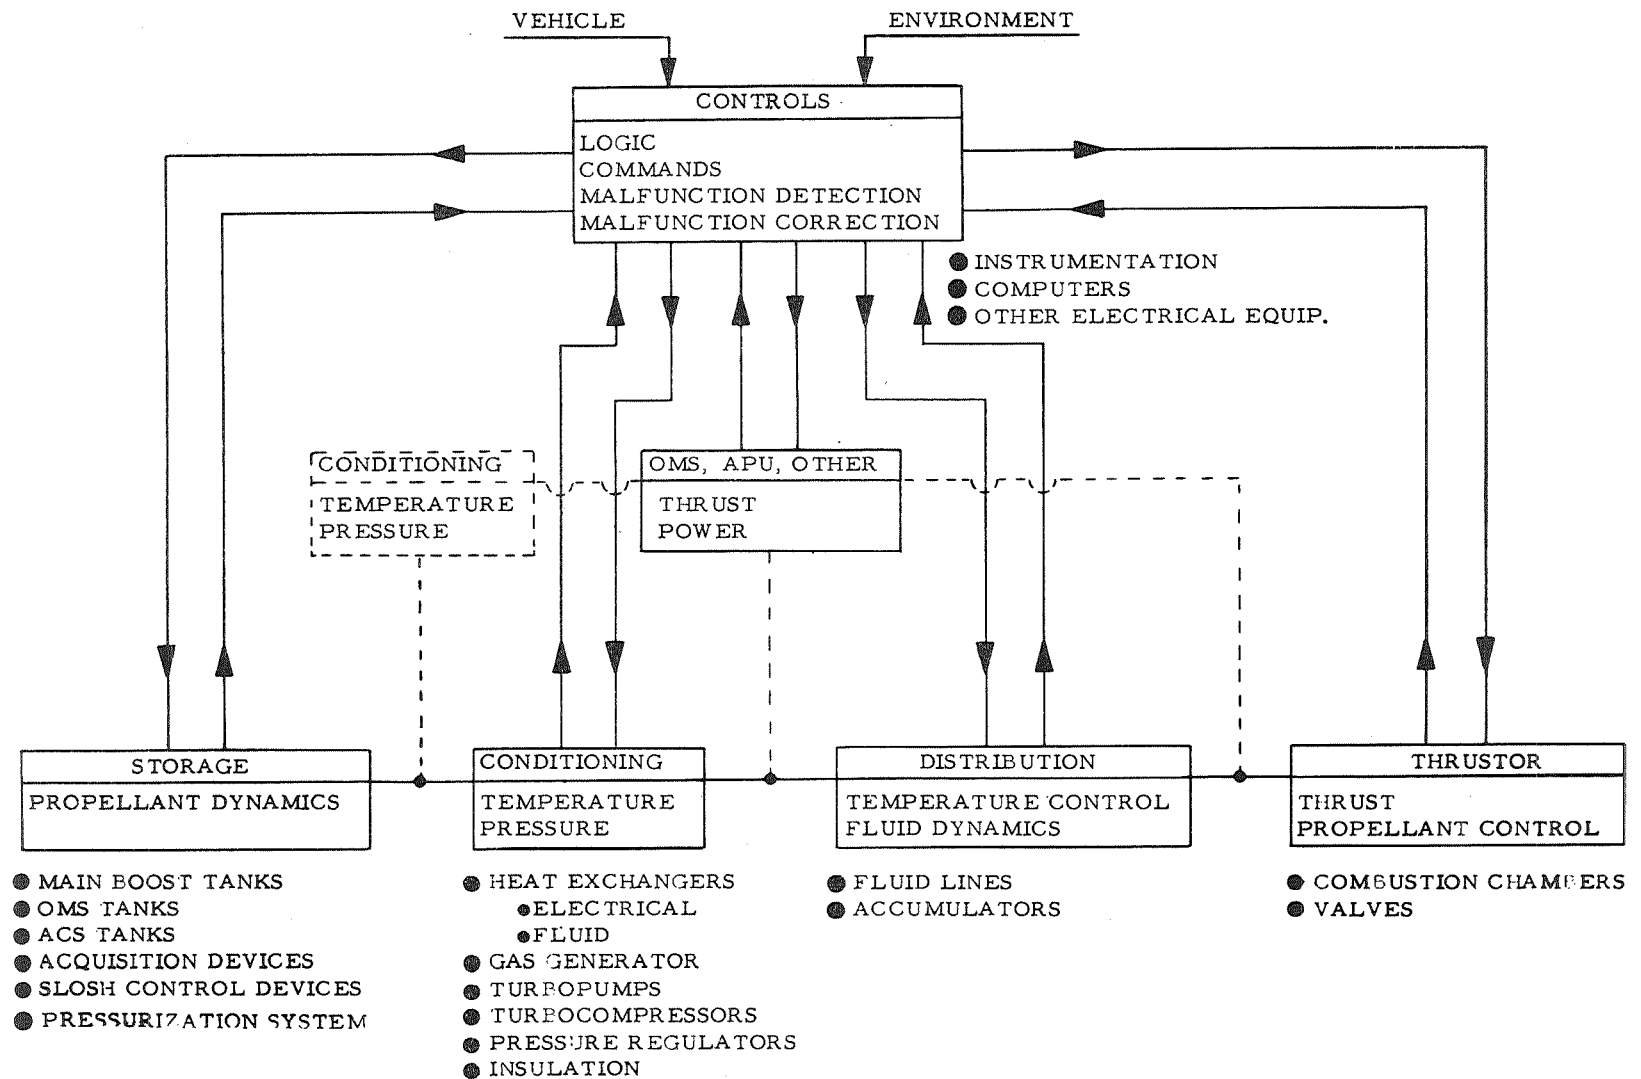 VEHICLE
ENVIRONMENT
CONTROLS
LOGIC
COMMANDS
MALFUNCTION DETECTION
MALFUNCTION CORRECTION
● INSTRUMENTATION
● COMPUTERS
● OTHER ELECTRICAL EQUIP.
CONDITIONING
TEMPERATURE
PRESSURE
OMS, APU, OTHER
THRUST
POWER
STORAGE
PROPELLANT DYNAMICS
● MAIN BOOST TANKS
● OMS TANKS
● ACS TANKS
● ACQUISITION DEVICES
● SLOSH CONTROL DEVICES
● PRESSURIZATION SYSTEM
CONDITIONING
TEMPERATURE
PRESSURE
● HEAT EXCHANGERS
● ELECTRICAL
● FLUID
● GAS GENERATOR
● TURBOPUMPS
● TURBOCOMPRESSORS
● PRESSURE REGULATORS
● INSULATION
DISTRIBUTION
TEMPERATURE CONTROL
FLUID DYNAMICS
● FLUID LINES
● ACCUMULATORS
THRUSTOR
THRUST
PROPELLANT CONTROL
● COMBUSTION CHAMBERS
● VALVES